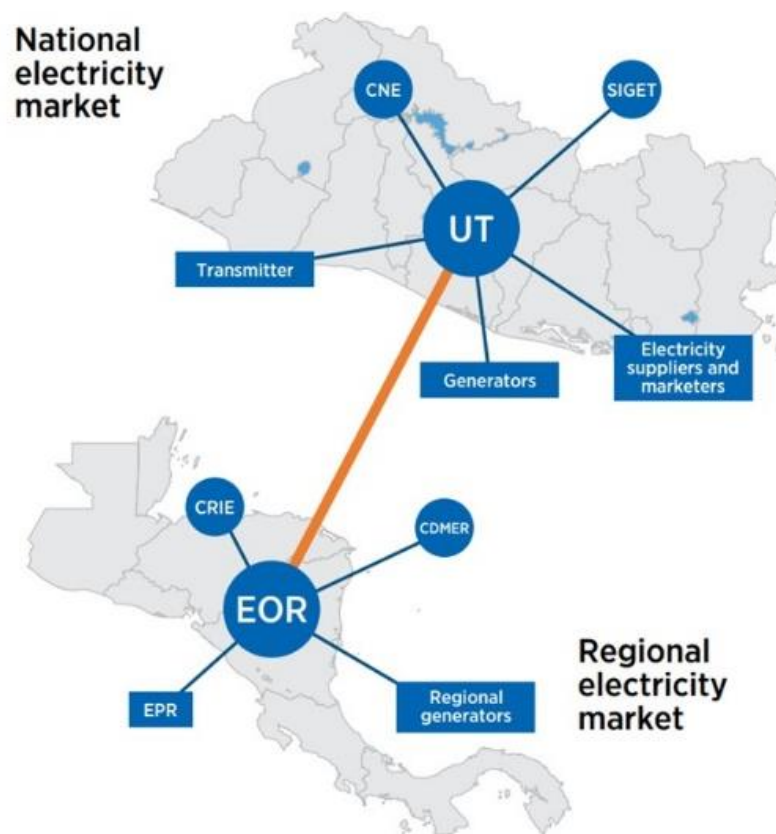 National
electricity
market
CNE
SIGET
UT
Transmitter
Generators
Electricity
suppliers and
marketers
CRIE
CDMER
EOR
EPR
Regional
generators
Regional
electricity
market